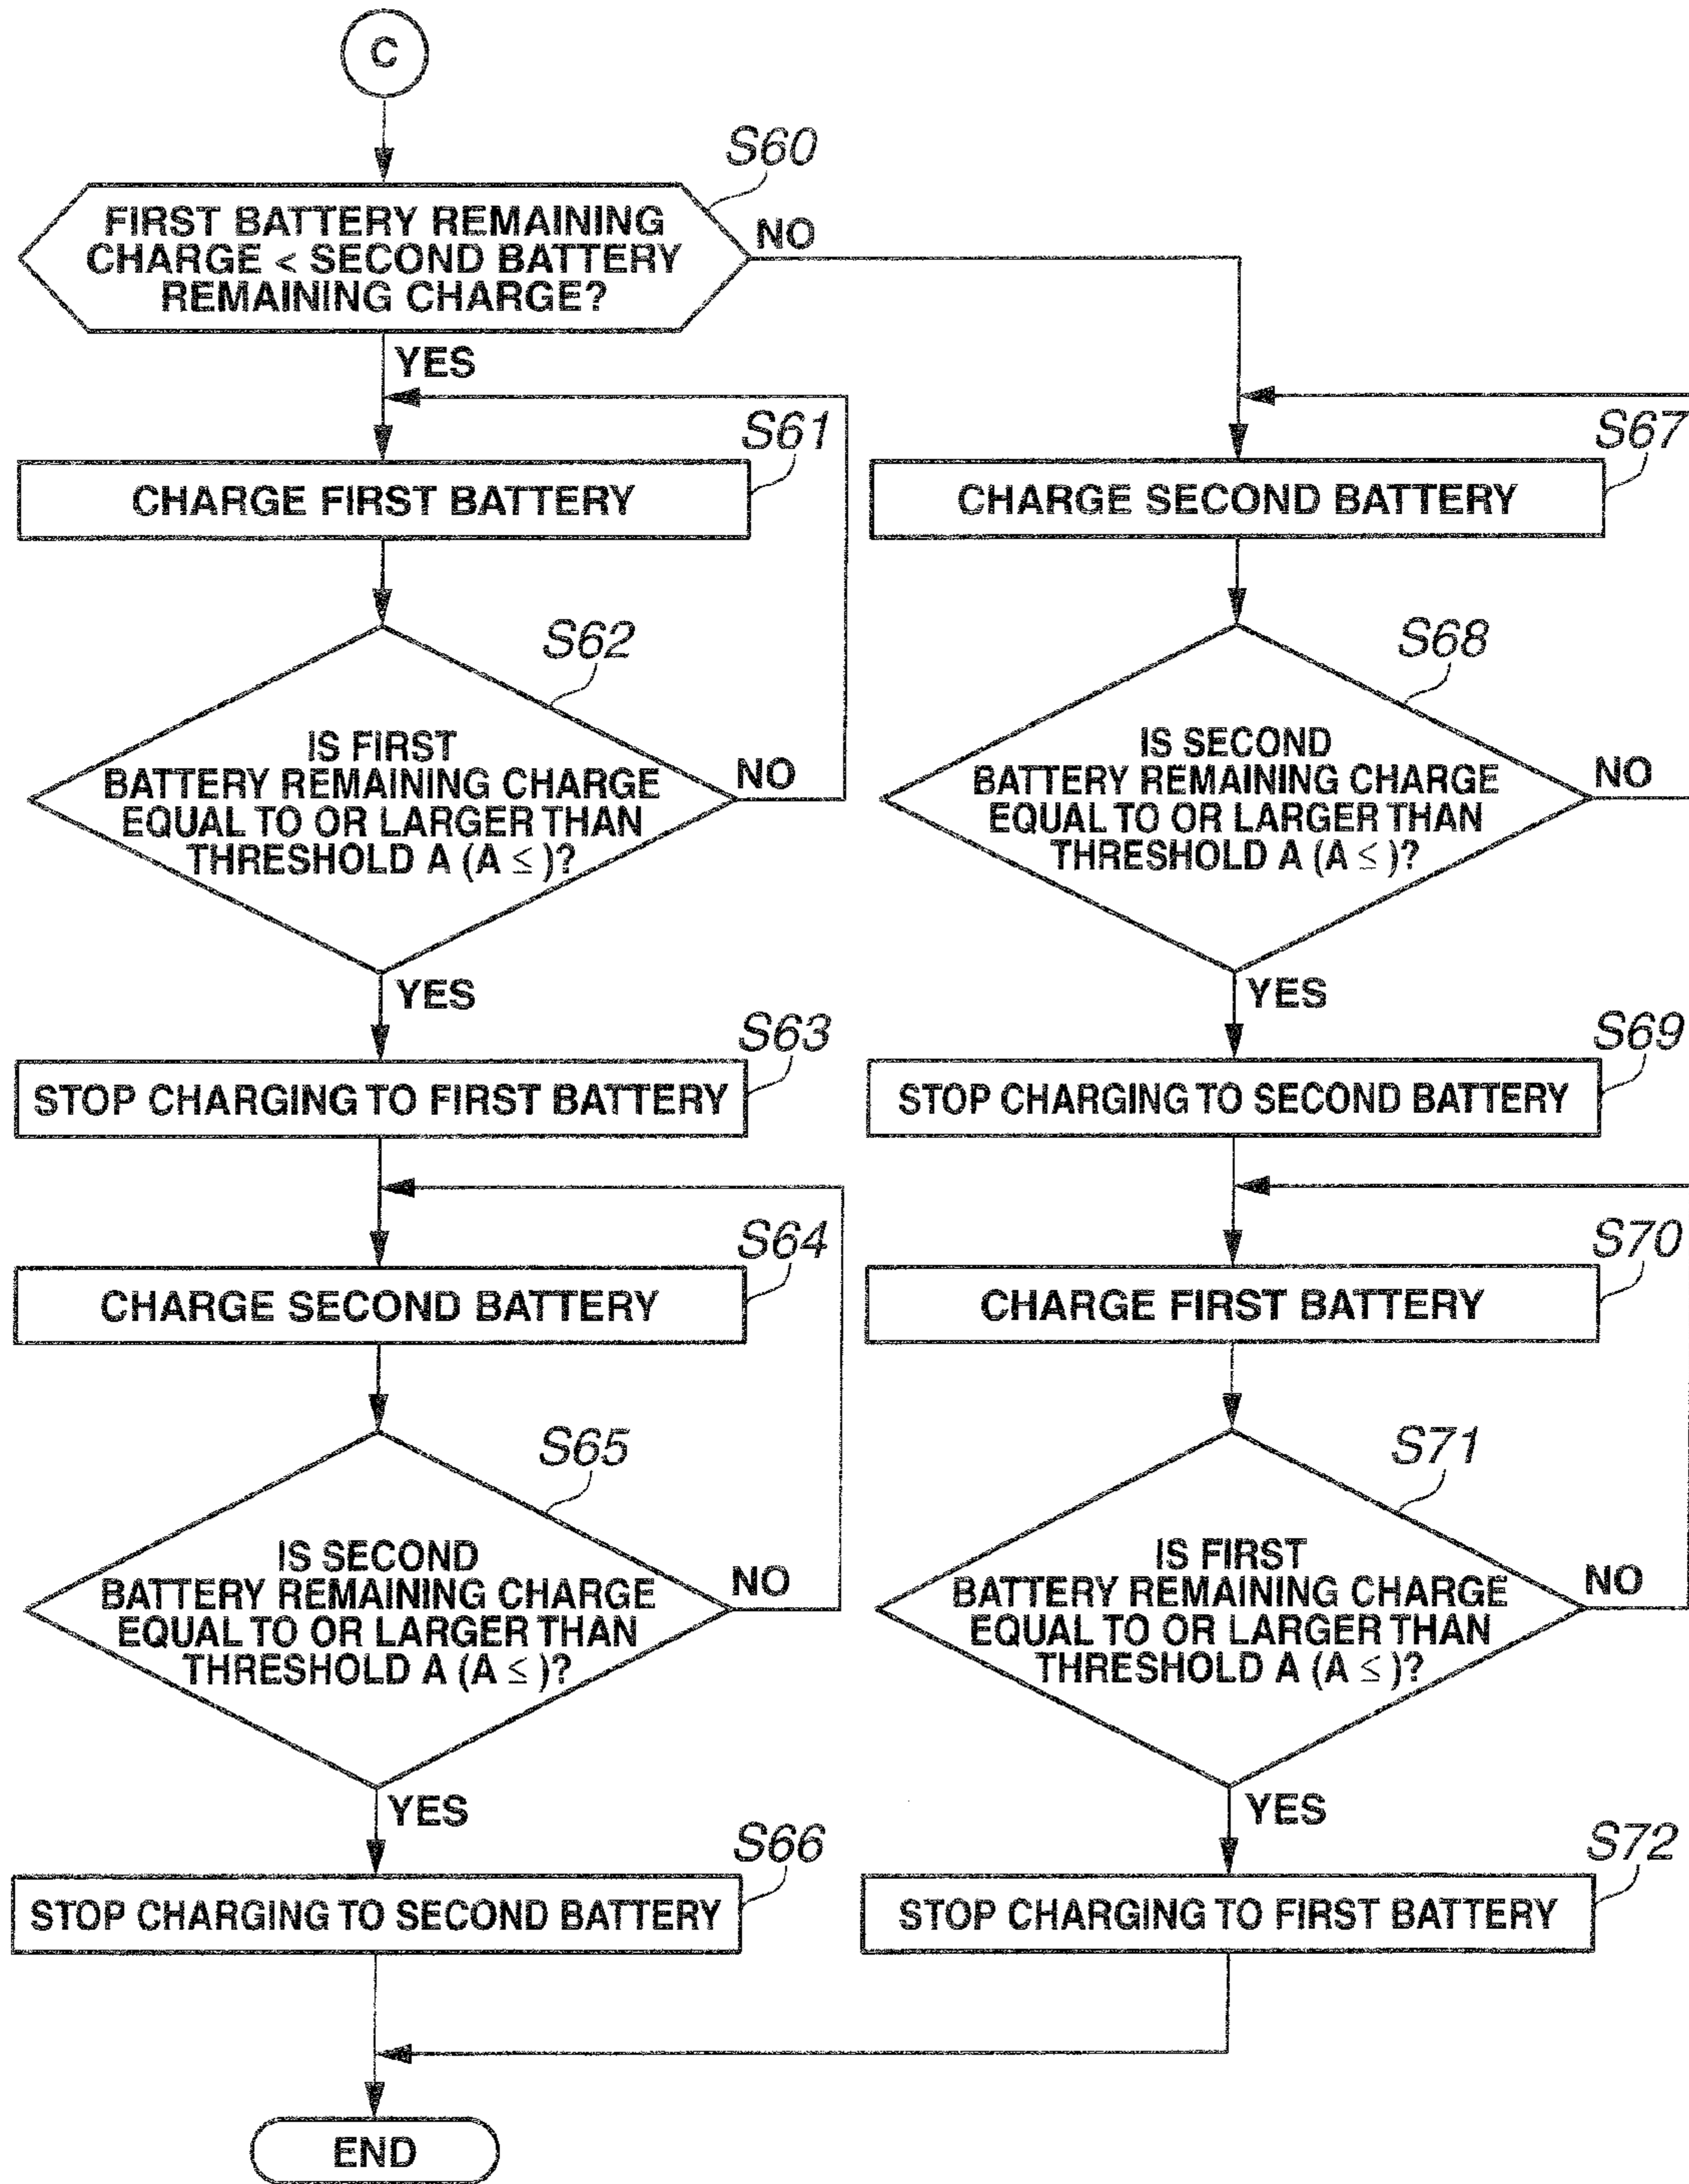 C
S60
FIRST BATTERY REMAINING
CHARGE < SECOND BATTERY
REMAINING CHARGE?
NO
YES
S61
CHARGE FIRST BATTERY
S62
IS FIRST
BATTERY REMAINING CHARGE
EQUAL TO OR LARGER THAN
THRESHOLD A (A ≤ )?
NO
YES
S63
STOP CHARGING TO FIRST BATTERY
S64
CHARGE SECOND BATTERY
S65
IS SECOND
BATTERY REMAINING CHARGE
EQUAL TO OR LARGER THAN
THRESHOLD A (A ≤ )?
NO
YES
S66
STOP CHARGING TO SECOND BATTERY
S67
CHARGE SECOND BATTERY
S68
IS SECOND
BATTERY REMAINING CHARGE
EQUAL TO OR LARGER THAN
THRESHOLD A (A ≤ )?
NO
YES
S69
STOP CHARGING TO SECOND BATTERY
S70
CHARGE FIRST BATTERY
S71
IS FIRST
BATTERY REMAINING CHARGE
EQUAL TO OR LARGER THAN
THRESHOLD A (A ≤ )?
NO
YES
S72
STOP CHARGING TO FIRST BATTERY
END